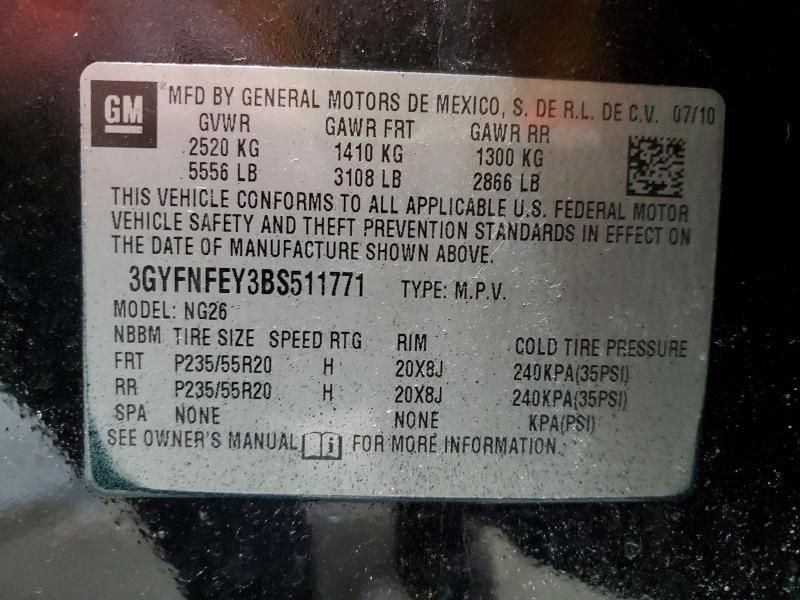 GM ® MFD BY GENERAL MOTORS DE MEXICO, S. DE R.L. DE C.V. 07/10
GVWR GAWR FRT GAWR RR
2520 KG 1410 KG 1300 KG
5556 LB 3108 LB 2866 LB
THIS VEHICLE CONFORMS TO ALL APPLICABLE U.S. FEDERAL MOTOR
VEHICLE SAFETY AND THEFT PREVENTION STANDARDS IN EFFECT ON
THE DATE OF MANUFACTURE SHOWN ABOVE.
3GYFNFEY3BS511771 TYPE: M.P.V.
MODEL: NG26
NBBM TIRE SIZE SPEED RTG RIM COLD TIRE PRESSURE
FRT P235/55R20 H 20X8J 240KPA(35PSI)
RR P235/55R20 H 20X8J 240KPA(35PSI)
SPA NONE NONE KPA(PSI)
SEE OWNER'S MANUAL i FOR MORE INFORMATION.